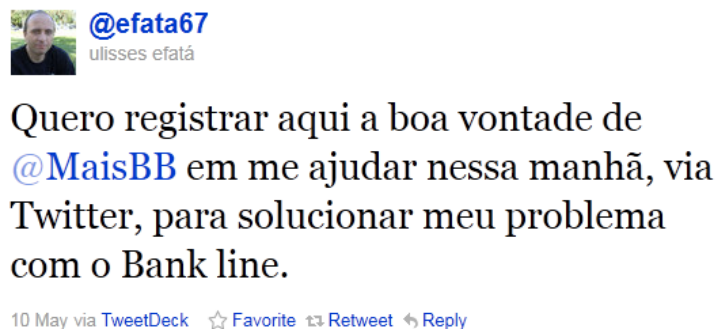 @efata67
ulisses efatá
Quero registrar aqui a boa vontade de
@MaisBB em me ajudar nessa manhã, via
Twitter, para solucionar meu problema
com o Bank line.
10 May via TweetDeck Favorite Retweet Reply